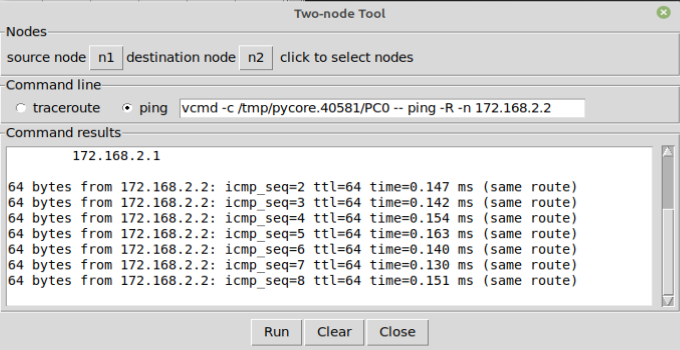 Two-node Tool
Nodes
source node n1 destination node n2 click to select nodes
Command line
traceroute ping vcmd -c /tmp/pycore.40581/PC0 -- ping -R -n 172.168.2.2
Command results
172.168.2.1
64 bytes from 172.168.2.2: icmp_seq=2 ttl=64 time=0.147 ms (same route)
64 bytes from 172.168.2.2: icmp_seq=3 ttl=64 time=0.142 ms (same route)
64 bytes from 172.168.2.2: icmp_seq=4 ttl=64 time=0.154 ms (same route)
64 bytes from 172.168.2.2: icmp_seq=5 ttl=64 time=0.163 ms (same route)
64 bytes from 172.168.2.2: icmp_seq=6 ttl=64 time=0.140 ms (same route)
64 bytes from 172.168.2.2: icmp_seq=7 ttl=64 time=0.130 ms (same route)
64 bytes from 172.168.2.2: icmp_seq=8 ttl=64 time=0.151 ms (same route)
Run Clear Close